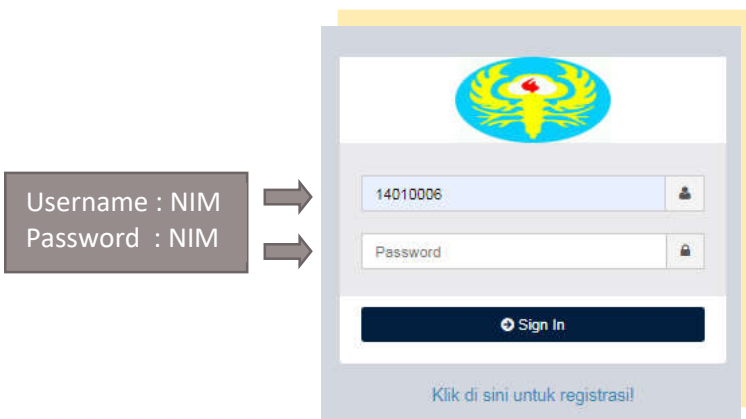 Username : NIM
Password : NIM
14010006
Password
Sign In
Klik di sini untuk registrasi!